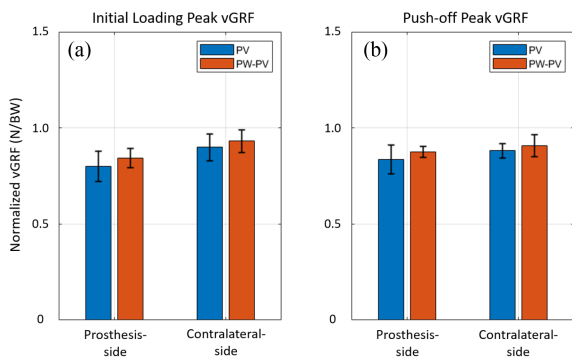 Initial Loading Peak vGRF
Push-off Peak vGRF
Normalized vGRF (N/BW)
1.5
1.0
0.5
0
(a)
PV
PW-PV
Prosthesis-
side
Contralateral-
side
1.5
1.0
0.5
0
(b)
PV
PW-PV
Prosthesis-
side
Contralateral-
side